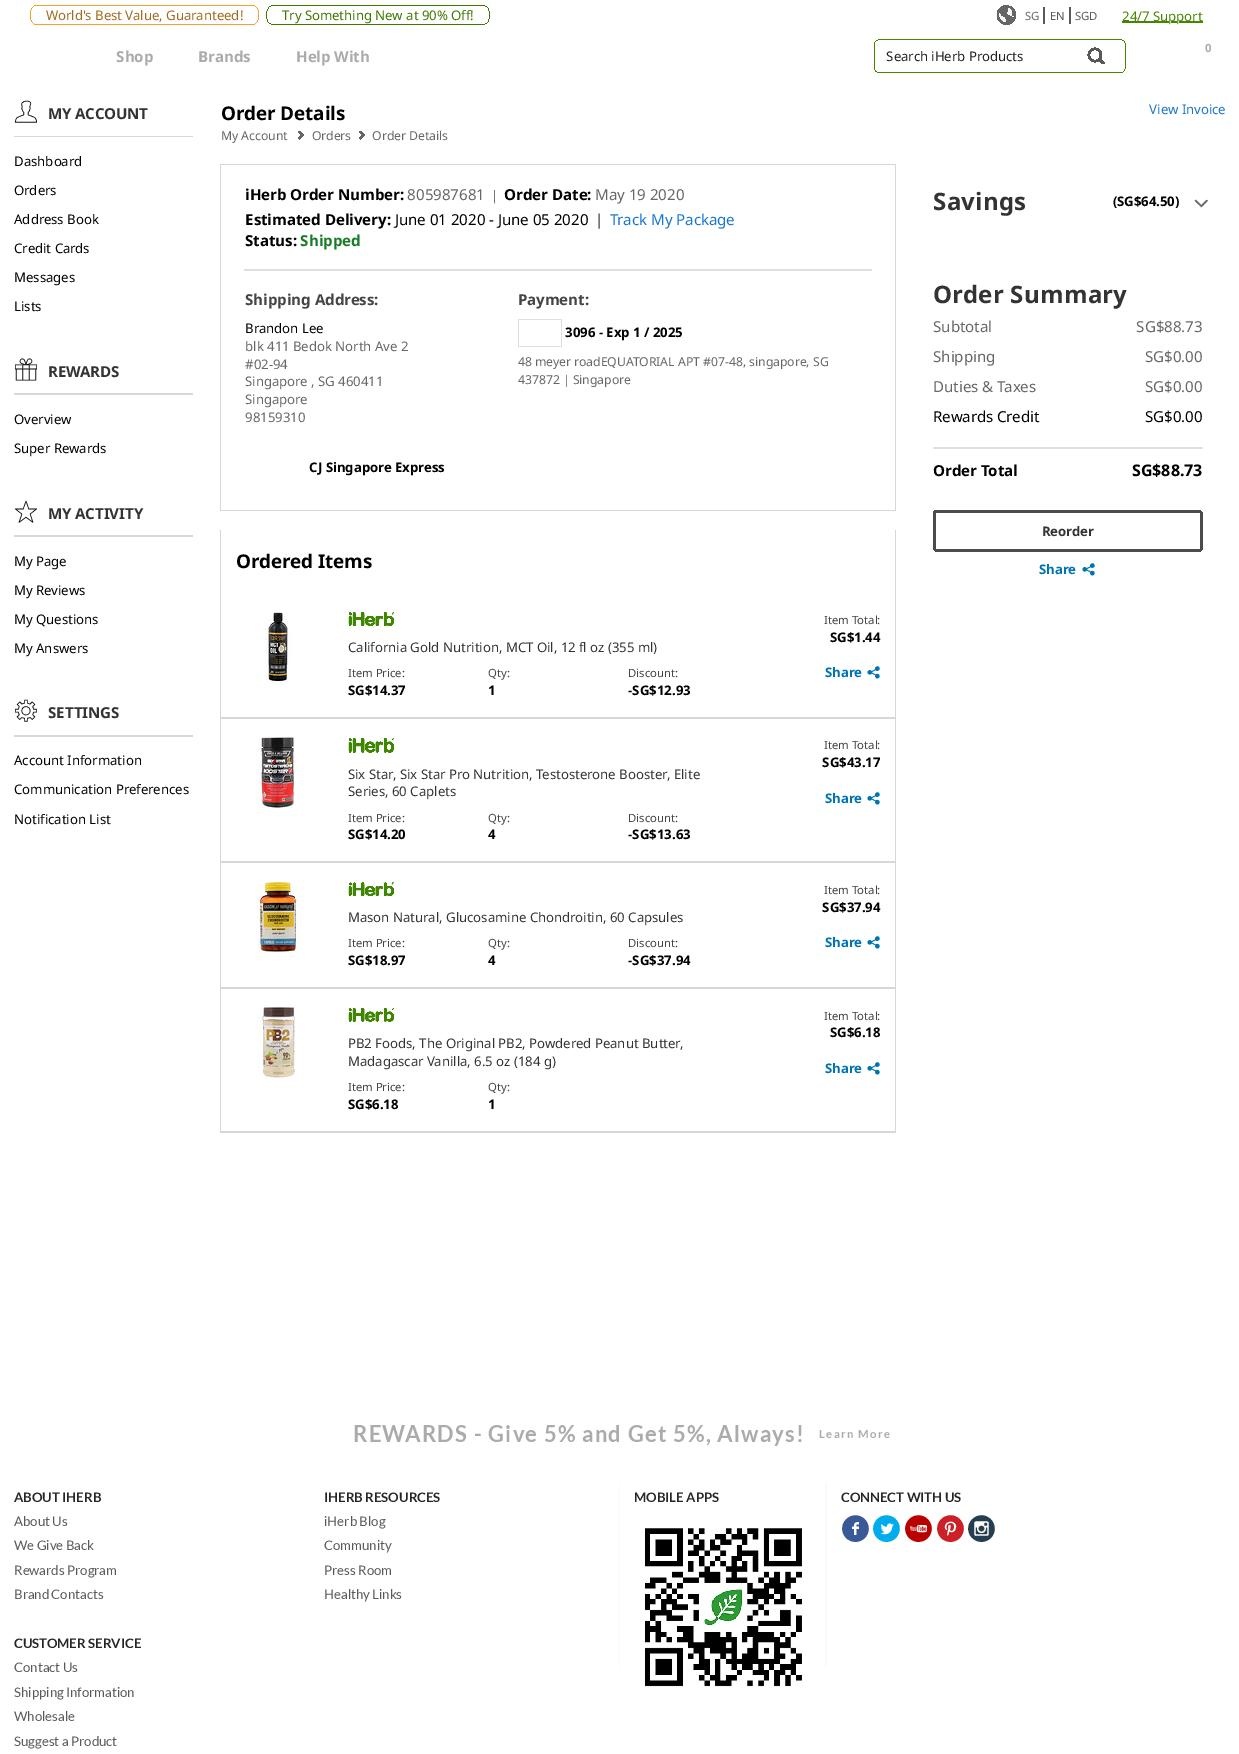 World's Best Value, Guaranteed! Try Something New at 90% Off! SG | EN | SGD 24/7 Support
Shop Brands Help With Search iHerb Products 0
MY ACCOUNT
Dashboard
Orders
Address Book
Credit Cards
Messages
Lists
REWARDS
Overview
Super Rewards
MY ACTIVITY
My Page
My Reviews
My Questions
My Answers
SETTINGS
Account Information
Communication Preferences
Notification List
Order Details
My Account > Orders > Order Details
View Invoice
iHerb Order Number: 805987681 | Order Date: May 19 2020
Estimated Delivery: June 01 2020 - June 05 2020 | Track My Package
Status: Shipped
Shipping Address:
Brandon Lee
blk 411 Bedok North Ave 2
#02-94
Singapore , SG 460411
Singapore
98159310
CJ Singapore Express
Payment:
3096 - Exp 1 / 2025
48 meyer roadEQUATORIAL APT #07-48, singapore, SG
437872 | Singapore
Savings (SG$64.50)
Order Summary
Subtotal SG$88.73
Shipping SG$0.00
Duties & Taxes SG$0.00
Rewards Credit SG$0.00
Order Total SG$88.73
Reorder
Share
Ordered Items
MCT
OIL
iHerb
California Gold Nutrition, MCT Oil, 12 fl oz (355 ml)
Item Price: Qty: Discount:
SG$14.37 1 -SG$12.93
Item Total:
SG$1.44
Share
TESTOSTERONE
BOOSTER
iHerb
Six Star, Six Star Pro Nutrition, Testosterone Booster, Elite
Series, 60 Caplets
Item Price: Qty: Discount:
SG$14.20 4 -SG$13.63
Item Total:
SG$43.17
Share
GLUCOSAMINE
CHONDROITIN
iHerb
Mason Natural, Glucosamine Chondroitin, 60 Capsules
Item Price: Qty: Discount:
SG$18.97 4 -SG$37.94
Item Total:
SG$37.94
Share
PB2
iHerb
PB2 Foods, The Original PB2, Powdered Peanut Butter,
Madagascar Vanilla, 6.5 oz (184 g)
Item Price: Qty:
SG$6.18 1
Item Total:
SG$6.18
Share
REWARDS - Give 5% and Get 5%, Always! Learn More
ABOUT IHERB
About Us
We Give Back
Rewards Program
Brand Contacts
CUSTOMER SERVICE
Contact Us
Shipping Information
Wholesale
Suggest a Product
IHERB RESOURCES
iHerb Blog
Community
Press Room
Healthy Links
MOBILE APPS
CONNECT WITH US